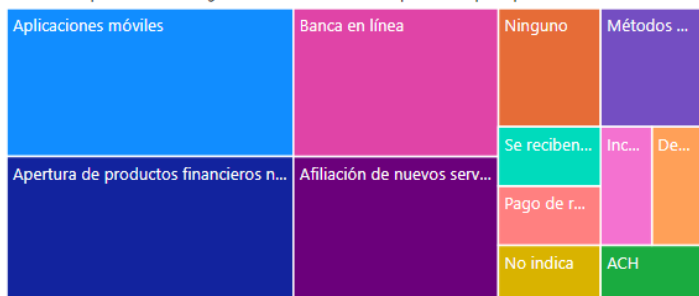 Aplicaciones móviles
Apertura de productos financieros n...
Banca en línea
Afiliación de nuevos serv...
Ninguno
Métodos ...
Se reciben...
Pago de r...
No indica
Inc...
De...
ACH